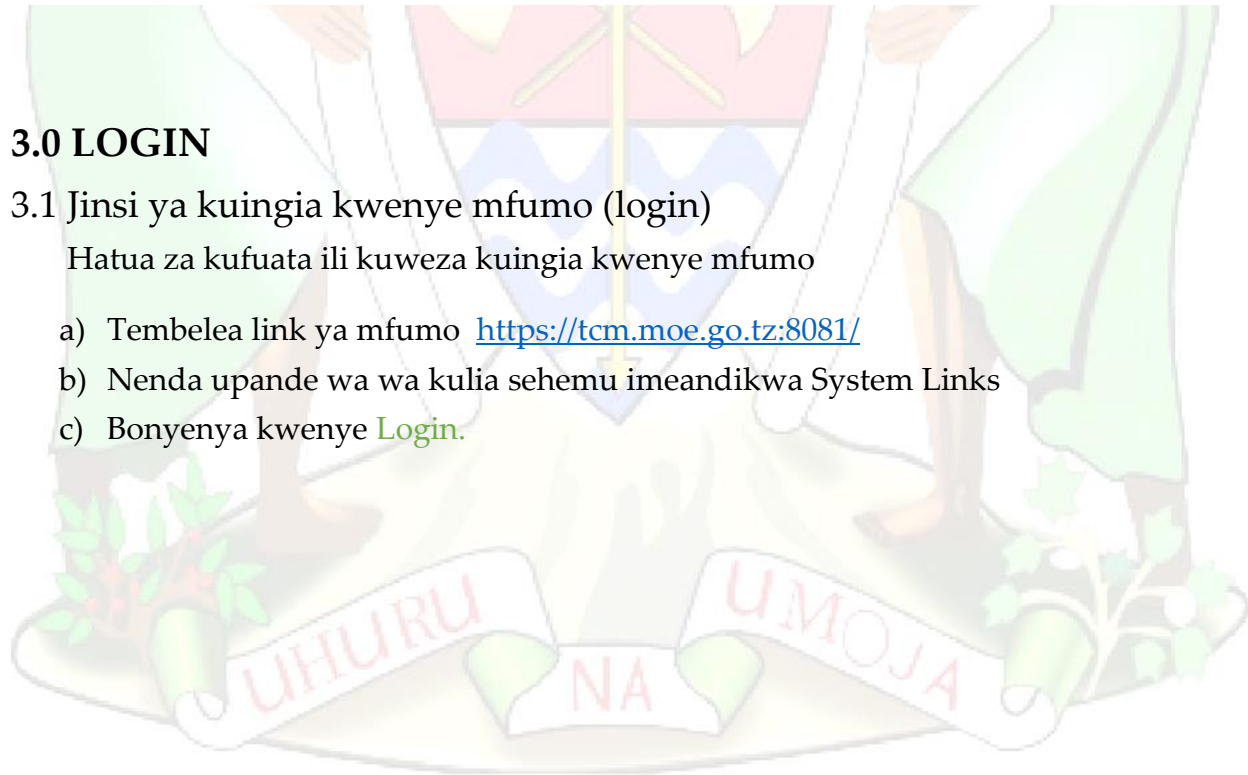 3.0 LOGIN
3.1 Jinsi ya kuingia kwenye mfumo (login)
Hatua za kufuata ili kuweza kuingia kwenye mfumo
a) Tembelea link ya mfumo https://tcm.moe.go.tz:8081/
b) Nenda upande wa wa kulia sehemu imeandikwa System Links
c) Bonyenya kwenye Login.
UHURU NA UMOJA